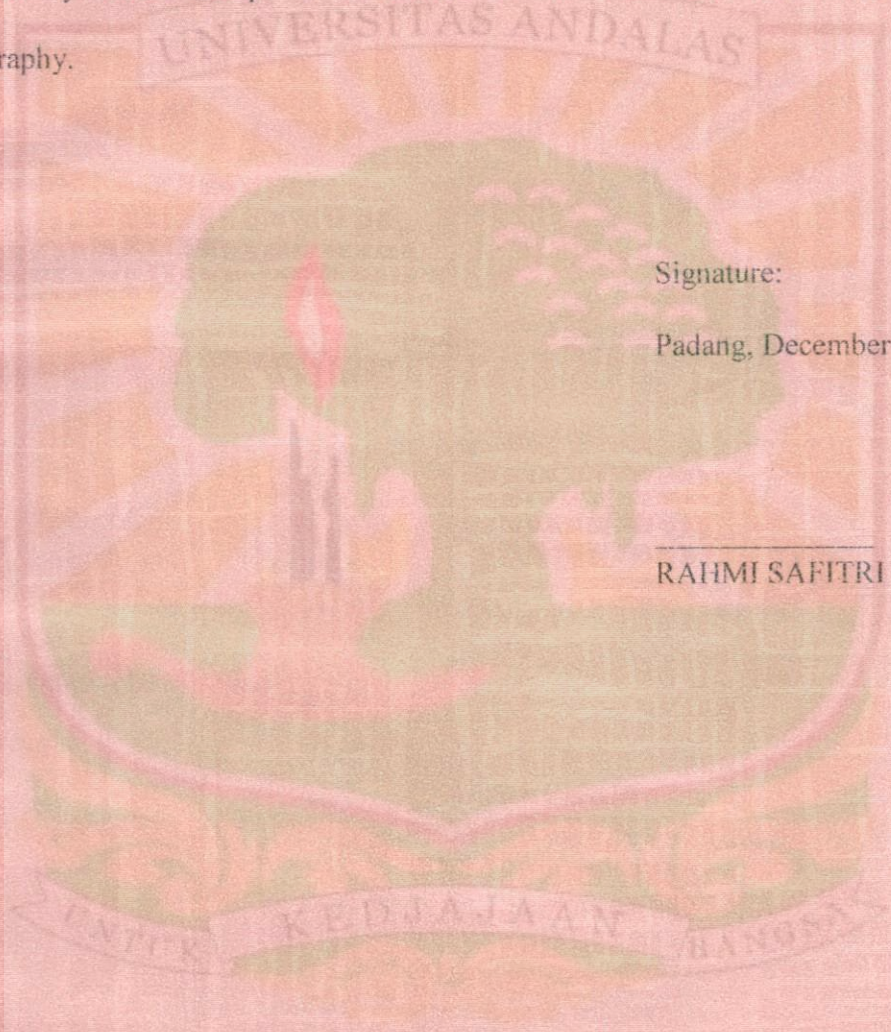 UNIVERSITAS ANDALAS
raphy.
Signature:
Padang, December
RAHMI SAFITRI
UNTUK KEDJAJAAN BANGSA